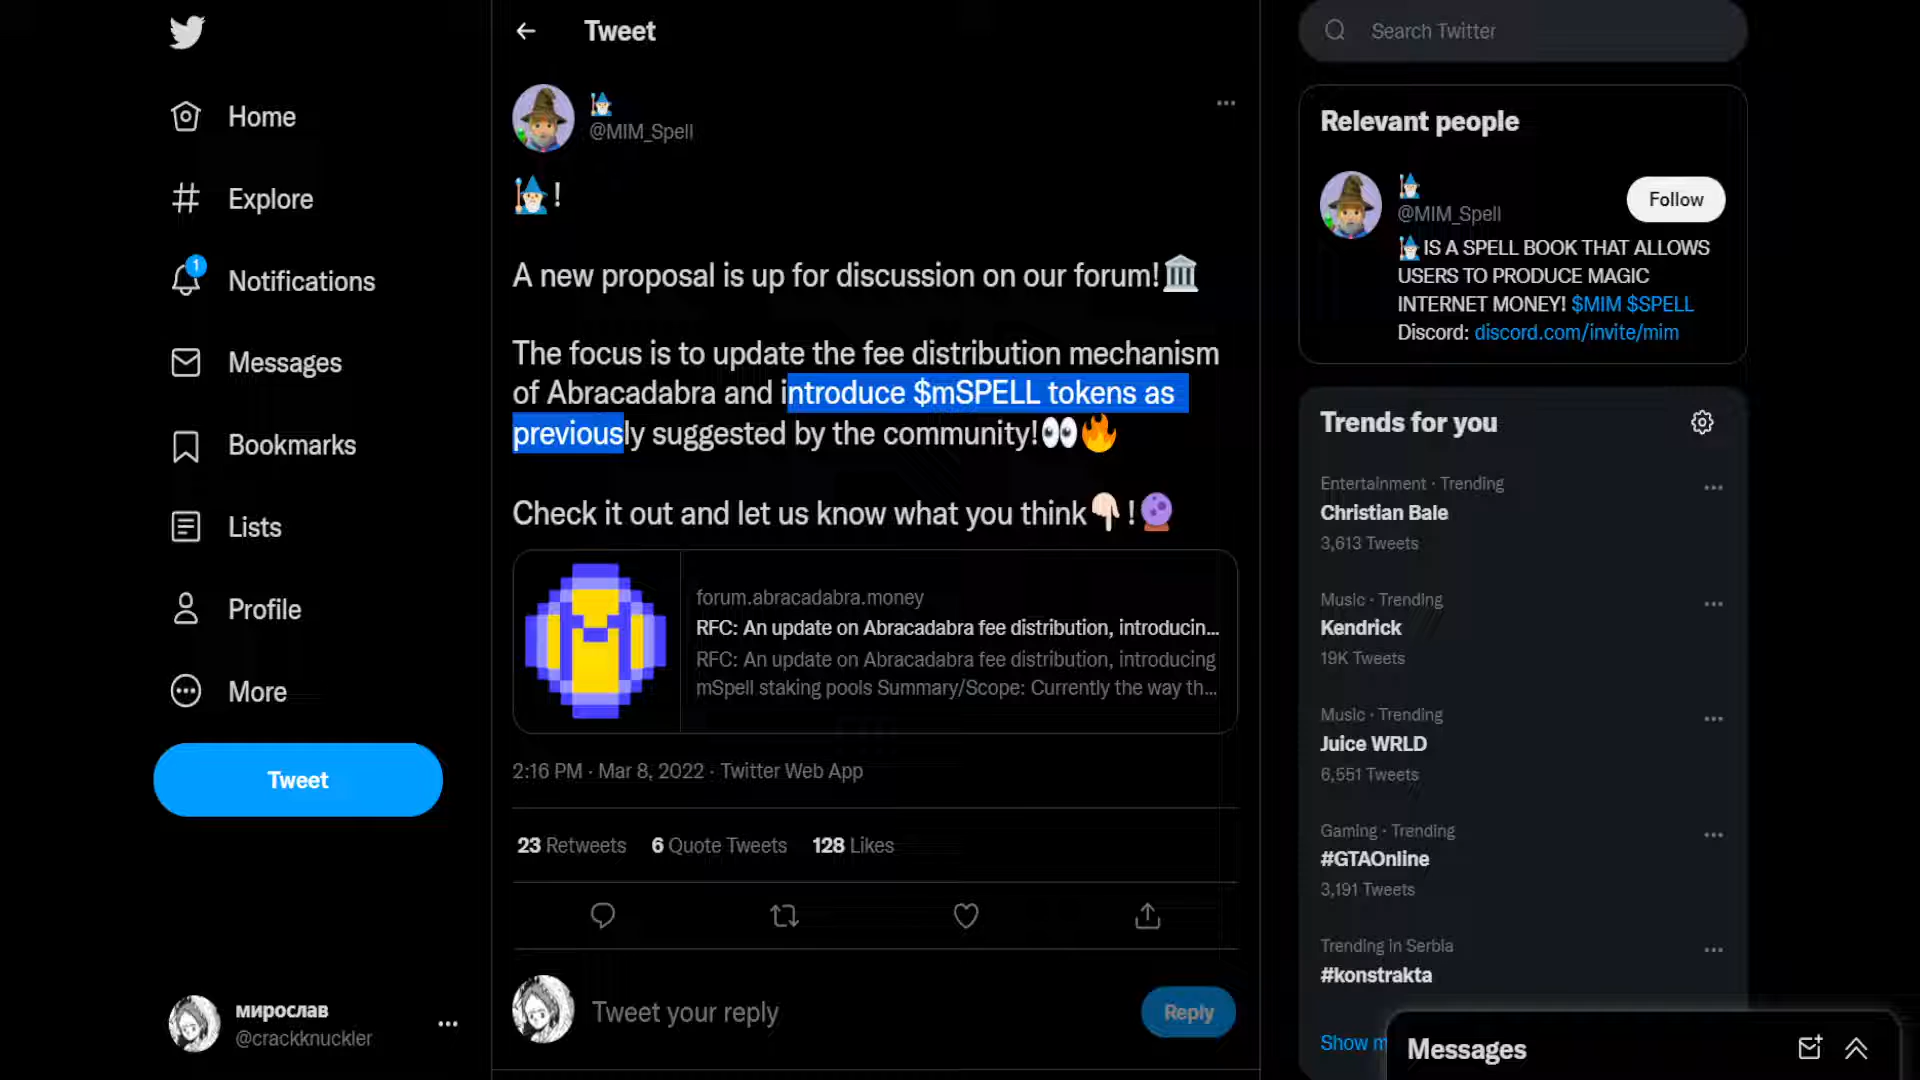 Home
Explore
1
Notifications
Messages
Bookmarks
Lists
Profile
More
Tweet
мирослав
@crackknuckler
Tweet
@MIM_Spell
!
A new proposal is up for discussion on our forum!
The focus is to update the fee distribution mechanism
of Abracadabra and introduce $mSPELL tokens as
previously suggested by the community!
Check it out and let us know what you think !
forum.abracadabra.money
RFC: An update on Abracadabra fee distribution, introducin...
RFC: An update on Abracadabra fee distribution, introducing
mSpell staking pools Summary/Scope: Currently the way th...
2:16 PM · Mar 8, 2022 · Twitter Web App
23 Retweets 6 Quote Tweets 128 Likes
Tweet your reply
Reply
Search Twitter
Relevant people
@MIM_Spell
Follow
IS A SPELL BOOK THAT ALLOWS
USERS TO PRODUCE MAGIC
INTERNET MONEY! $MIM $SPELL
Discord: discord.com/invite/mim
Trends for you
Entertainment · Trending
Christian Bale
3,613 Tweets
Music · Trending
Kendrick
19K Tweets
Music · Trending
Juice WRLD
6,551 Tweets
Gaming · Trending
#GTAOnline
3,191 Tweets
Trending in Serbia
#konstrakta
Show m
Messages